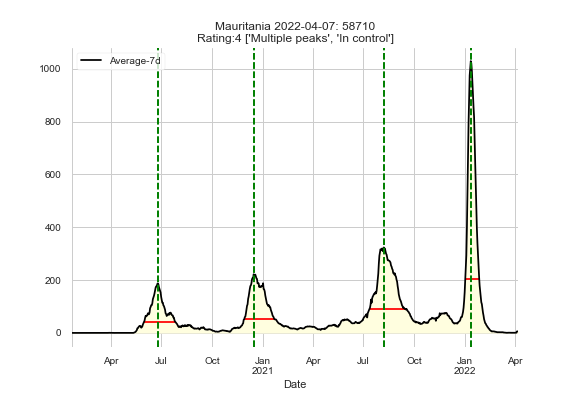 Mauritania 2022-04-07: 58710
Rating:4 ['Multiple peaks', 'In control']
Average-7d
1000
800
600
400
200
0
Apr Jul Oct Jan Apr Jul Oct Jan Apr
2021 2022
Date